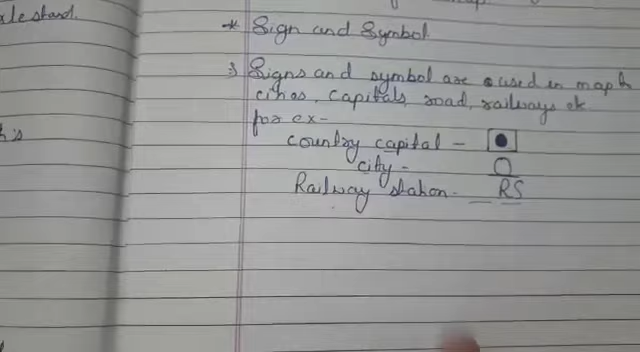 * Sign and Symbol
Signs and symbol are used in map
cities, capitals, road, railways etc
for ex-
country capital -
city -
Railway station - RS